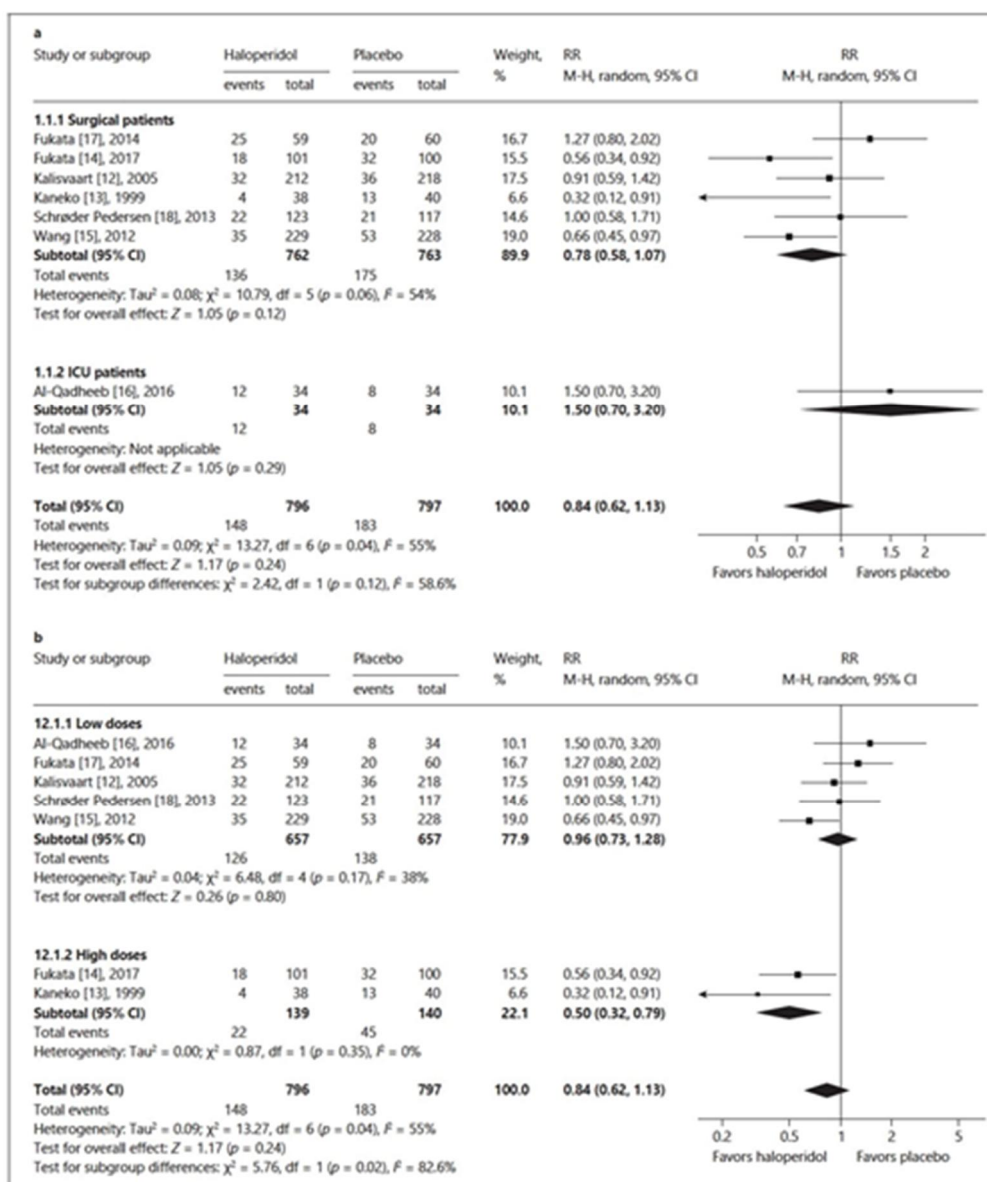 a
Study or subgroup Haloperidol Placebo Weight, RR RR
events total events total % M-H, random, 95% CI M-H, random, 95% CI
1.1.1 Surgical patients
Fukata [17], 2014 25 59 20 60 16.7 1.27 (0.80, 2.02)
Fukata [14], 2017 18 101 32 100 15.5 0.56 (0.34, 0.92)
Kalisvaart [12], 2005 32 212 36 218 17.5 0.91 (0.59, 1.42)
Kaneko [13], 1999 4 38 13 40 6.6 0.32 (0.12, 0.91)
Schrøder Pedersen [18], 2013 22 123 21 117 14.6 1.00 (0.58, 1.71)
Wang [15], 2012 35 229 53 228 19.0 0.66 (0.45, 0.97)
Subtotal (95% CI) 762 763 89.9 0.78 (0.58, 1.07)
Total events 136 175
Heterogeneity: Tau² = 0.08; χ² = 10.79, df = 5 (p = 0.06), I² = 54%
Test for overall effect: Z = 1.05 (p = 0.12)
1.1.2 ICU patients
Al-Qadheeb [16], 2016 12 34 8 34 10.1 1.50 (0.70, 3.20)
Subtotal (95% CI) 34 34 10.1 1.50 (0.70, 3.20)
Total events 12 8
Heterogeneity: Not applicable
Test for overall effect: Z = 1.05 (p = 0.29)
Total (95% CI) 796 797 100.0 0.84 (0.62, 1.13)
Total events 148 183
Heterogeneity: Tau² = 0.09; χ² = 13.27, df = 6 (p = 0.04), I² = 55%
Test for overall effect: Z = 1.17 (p = 0.24)
Test for subgroup differences: χ² = 2.42, df = 1 (p = 0.12), I² = 58.6%
0.5 0.7 1 1.5 2
Favors haloperidol Favors placebo
b
Study or subgroup Haloperidol Placebo Weight, RR RR
events total events total % M-H, random, 95% CI M-H, random, 95% CI
12.1.1 Low doses
Al-Qadheeb [16], 2016 12 34 8 34 10.1 1.50 (0.70, 3.20)
Fukata [17], 2014 25 59 20 60 16.7 1.27 (0.80, 2.02)
Kalisvaart [12], 2005 32 212 36 218 17.5 0.91 (0.59, 1.42)
Schrøder Pedersen [18], 2013 22 123 21 117 14.6 1.00 (0.58, 1.71)
Wang [15], 2012 35 229 53 228 19.0 0.66 (0.45, 0.97)
Subtotal (95% CI) 657 657 77.9 0.96 (0.73, 1.28)
Total events 126 138
Heterogeneity: Tau² = 0.04; χ² = 6.48, df = 4 (p = 0.17), I² = 38%
Test for overall effect: Z = 0.26 (p = 0.80)
12.1.2 High doses
Fukata [14], 2017 18 101 32 100 15.5 0.56 (0.34, 0.92)
Kaneko [13], 1999 4 38 13 40 6.6 0.32 (0.12, 0.91)
Subtotal (95% CI) 139 140 22.1 0.50 (0.32, 0.79)
Total events 22 45
Heterogeneity: Tau² = 0.00; χ² = 0.87, df = 1 (p = 0.35), I² = 0%
Total (95% CI) 796 797 100.0 0.84 (0.62, 1.13)
Total events 148 183
Heterogeneity: Tau² = 0.09; χ² = 13.27, df = 6 (p = 0.04), I² = 55%
Test for overall effect: Z = 1.17 (p = 0.24)
Test for subgroup differences: χ² = 5.76, df = 1 (p = 0.02), I² = 82.6%
0.2 0.5 1 2 5
Favors haloperidol Favors placebo